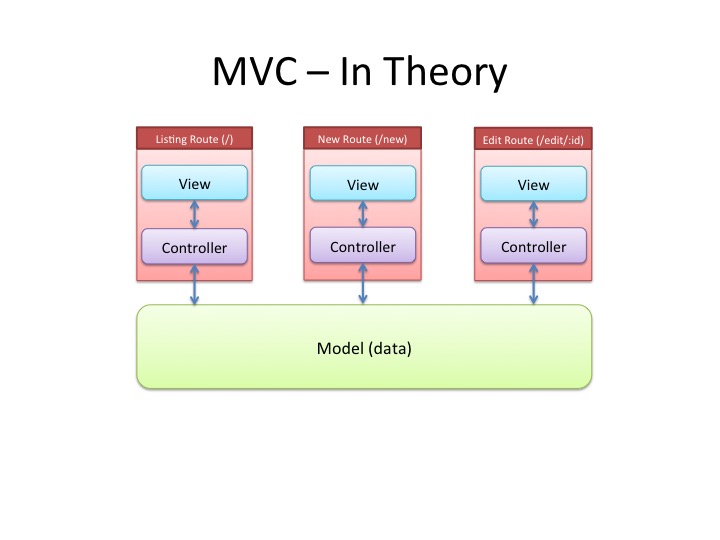 MVC – In Theory
Listing Route (/)
New Route (/new)
Edit Route (/edit/:id)
View
View
View
Controller
Controller
Controller
Model (data)